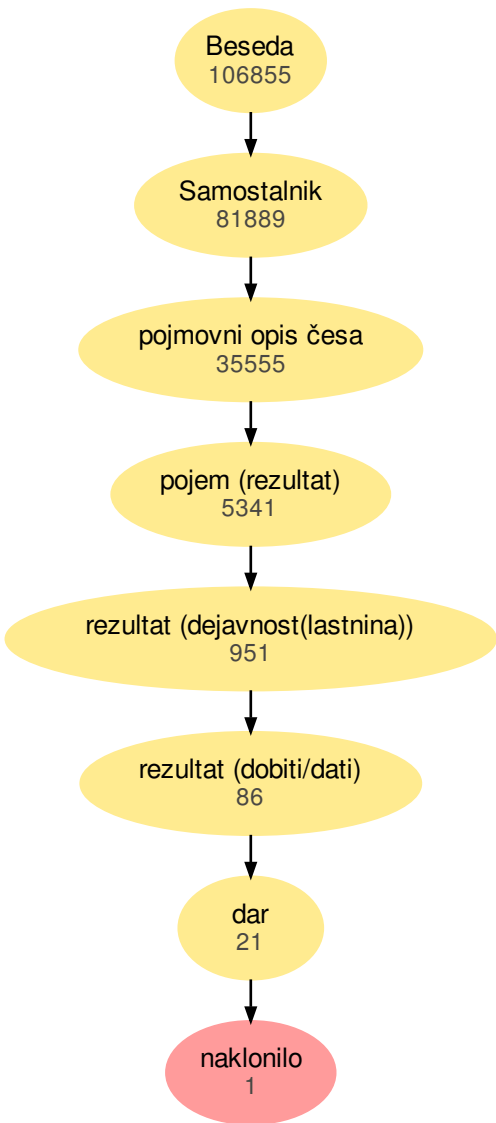 Beseda
106855
Samostalnik
81889
pojmovni opis česa
35555
pojem (rezultat)
5341
rezultat (dejavnost(lastnina))
951
rezultat (dobiti/dati)
86
dar
21
naklonilo
1